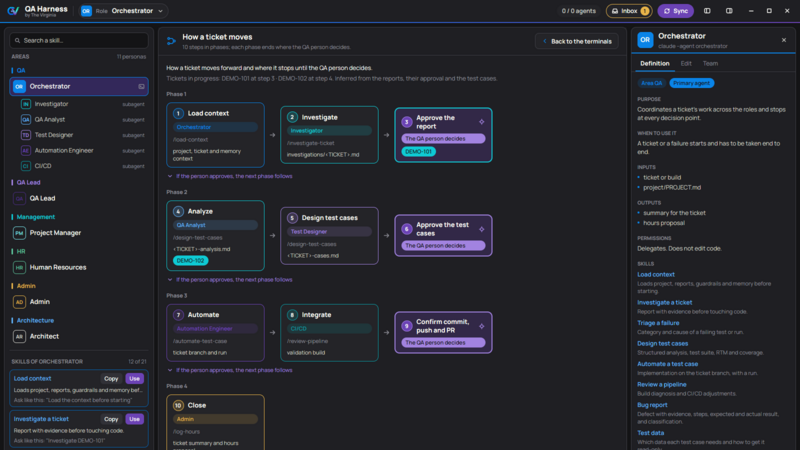 QA Harness
by The Virginia
OR Role Orchestrator
0 / 0 agents
Inbox 1
Sync
Search a skill...
AREAS 11 personas
QA
OR Orchestrator
IN Investigator subagent
QA QA Analyst subagent
TD Test Designer subagent
AE Automation Engineer subagent
CI CI/CD subagent
QA Lead
QA Lead
Management
PM Project Manager
HR
HR Human Resources
Admin
AD Admin
Architecture
AR Architect
SKILLS OF ORCHESTRATOR 12 of 21
Load context Copy Use
Loads project, reports, guardrails and memory bef...
Ask like this "Load the context before starting"
Investigate a ticket Copy Use
Report with evidence before touching code.
Ask like this "Investigate DEMO-101"
How a ticket moves
10 steps in phases; each phase ends where the QA person decides.
Back to the terminals
How a ticket moves forward and where it stops until the QA person decides.
Tickets in progress: DEMO-101 at step 3 · DEMO-102 at step 4. Inferred from the reports, their approval and the test cases.
Phase 1
1 Load context
Orchestrator
/load-context
project, ticket and memory
context
2 Investigate
Investigator
/investigate-ticket
investigations/<TICKET>.md
3 Approve the
report
The QA person decides
DEMO-101
If the person approves, the next phase follows
Phase 2
4 Analyze
QA Analyst
/design-test-cases
<TICKET>-analysis.md
DEMO-102
5 Design test cases
Test Designer
/design-test-cases
<TICKET>-cases.md
6 Approve the test
cases
The QA person decides
If the person approves, the next phase follows
Phase 3
7 Automate
Automation Engineer
/automate-test-case
ticket branch and run
8 Integrate
CI/CD
/review-pipeline
validation build
9 Confirm commit,
push and PR
The QA person decides
If the person approves, the next phase follows
Phase 4
10 Close
Admin
/log-hours
ticket summary and hours
OR Orchestrator
claude · agent orchestrator
Definition Edit Team
Area QA Primary agent
PURPOSE
Coordinates a ticket's work across the roles and stops
at every decision point.
WHEN TO USE IT
A ticket or a failure starts and has to be taken end to
end.
INPUTS
ticket or build
project/PROJECT.md
OUTPUTS
summary for the ticket
hours proposal
PERMISSIONS
Delegates. Does not edit code.
SKILLS
Load context
Loads project, reports, guardrails and memory before
starting.
Investigate a ticket
Report with evidence before touching code.
Triage a failure
Category and cause of a failing test or run.
Design test cases
Structured analysis, test suite, RTM and coverage.
Automate a test case
Implementation on the ticket branch, with a run.
Review a pipeline
Build diagnosis and CI/CD adjustments.
Bug report
Defect with evidence, steps, expected and actual result,
and classification.
Test data
Which data each test case needs and how to get it